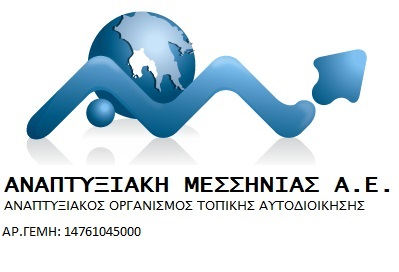 ΑΝΑΠΤΥΞΙΑΚΗ ΜΕΣΣΗΝΙΑΣ Α.Ε.
ΑΝΑΠΤΥΞΙΑΚΟΣ ΟΡΓΑΝΙΣΜΟΣ ΤΟΠΙΚΗΣ ΑΥΤΟΔΙΟΙΚΗΣΗΣ
ΑΡ.ΓΕΜΗ: 14761045000